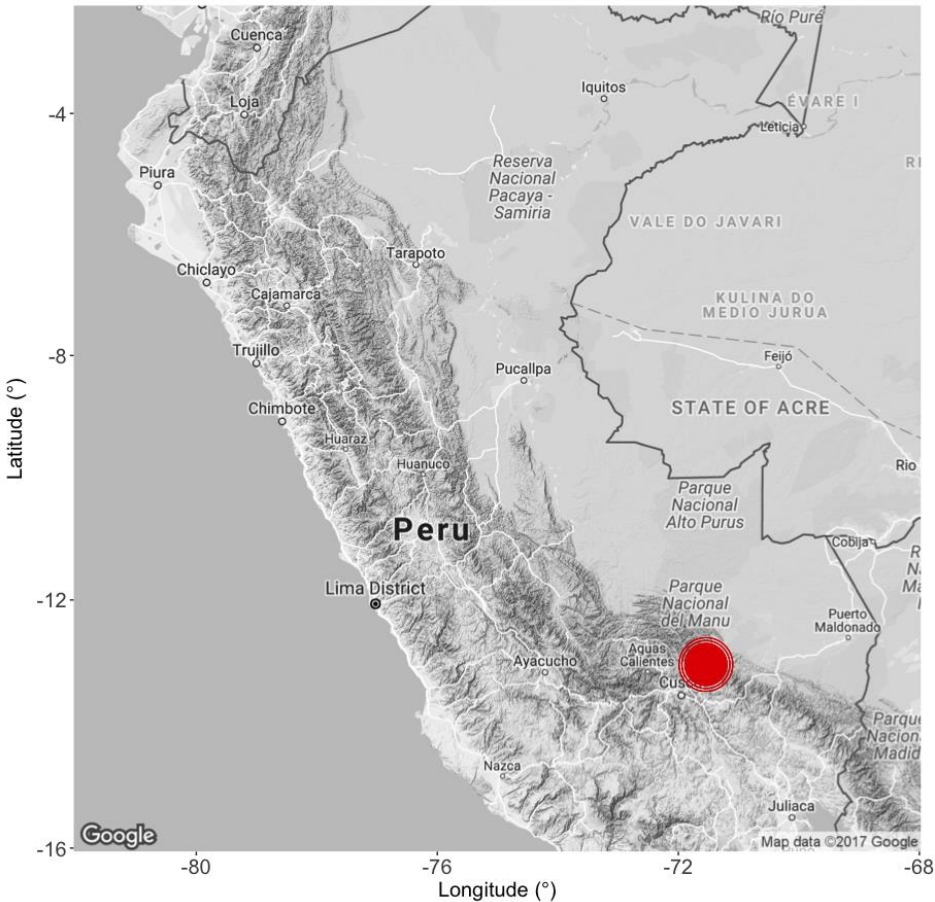 Río Puré
Cuenca
Iquitos
-4
Loja
ÉVARE I
Leticia
Piura
Reserva
Nacional
Pacaya -
Samiria
VALE DO JAVARI
Tarapoto
Chiclayo
Cajamarca
KULINA DO
MEDIO JURUA
Trujillo
-8
Feijó
Pucallpa
Chimbote
STATE OF ACRE
Huaraz
Huanuco
Rio
Parque
Nacional
Alto Purus
Peru
Cobija
Latitude (°)
Lima District
-12
Parque
Nacional
del Manu
Puerto
Maldonado
Aguas
Calientes
Ayacucho
Parque
Nacion
Madid
Nazca
Juliaca
Google
Map data ©2017 Google
-16
-80
-76
-72
-68
Longitude (°)